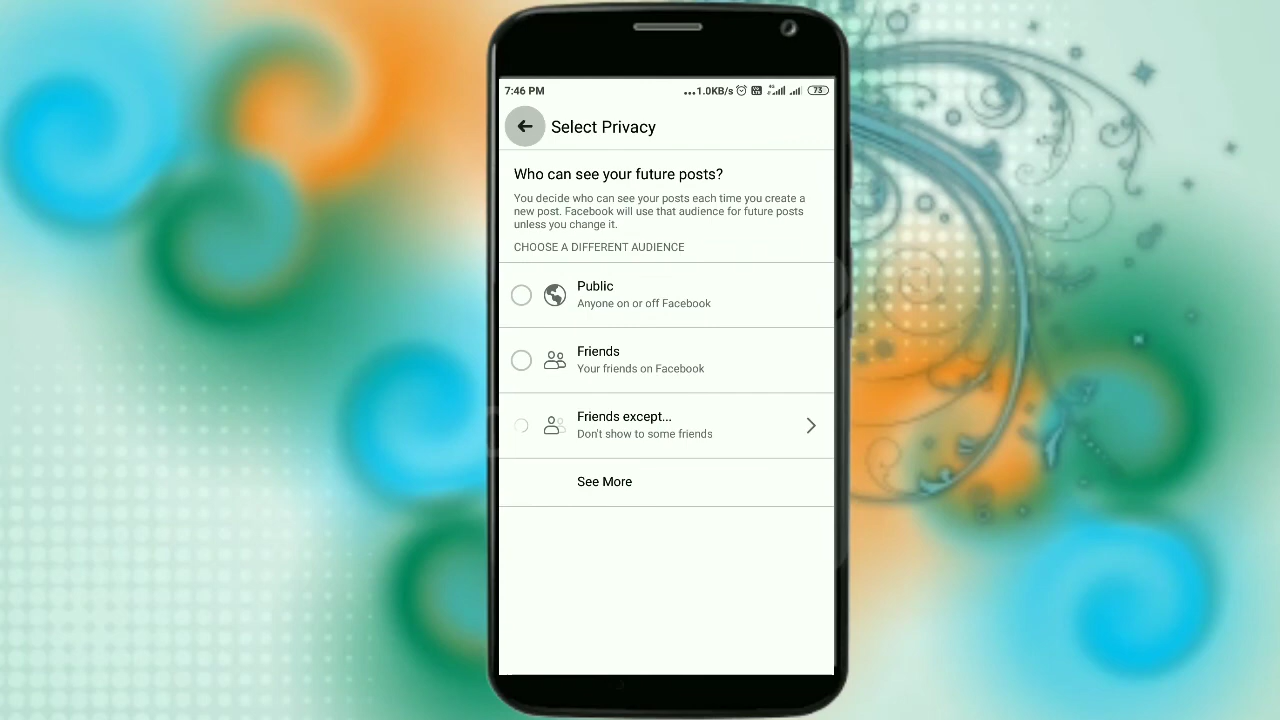 7:46 PM
...1.0KB/s
73
Select Privacy
Who can see your future posts?
You decide who can see your posts each time you create a
new post. Facebook will use that audience for future posts
unless you change it.
CHOOSE A DIFFERENT AUDIENCE
Public
Anyone on or off Facebook
Friends
Your friends on Facebook
Friends except...
Don't show to some friends
See More